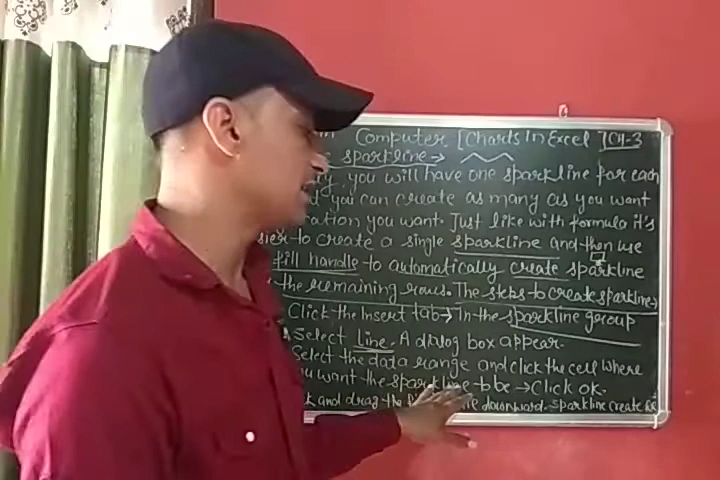 Computer [Charts In Excel ] CH-3
sparkline →
you will have one sparkline for each
you can create as many as you want
you want. Just like with formula it's
to create a single sparkline and then use
fill handle to automatically create sparkline
the remaining rows. The steps to create sparkline →
Click the Insert tab → In the sparkline group
Select Line. A dialog box appear.
Select the data range and click the cell where
you want the sparkline to be → Click OK.
and drag the downward. Sparkline create